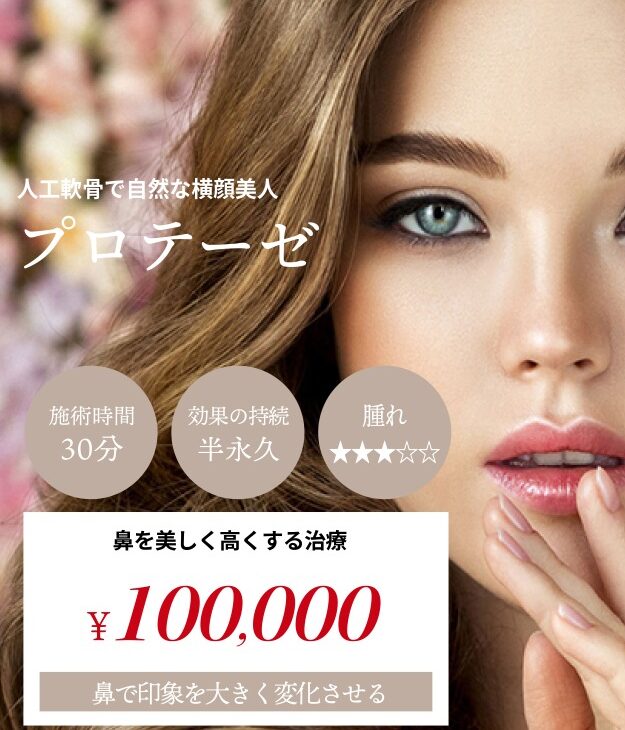 人工軟骨で自然な横顔美人
プロテーゼ
施術時間
30分
効果の持続
半永久
腫れ
★★★☆☆
鼻を美しく高くする治療
¥100,000
鼻で印象を大きく変化させる